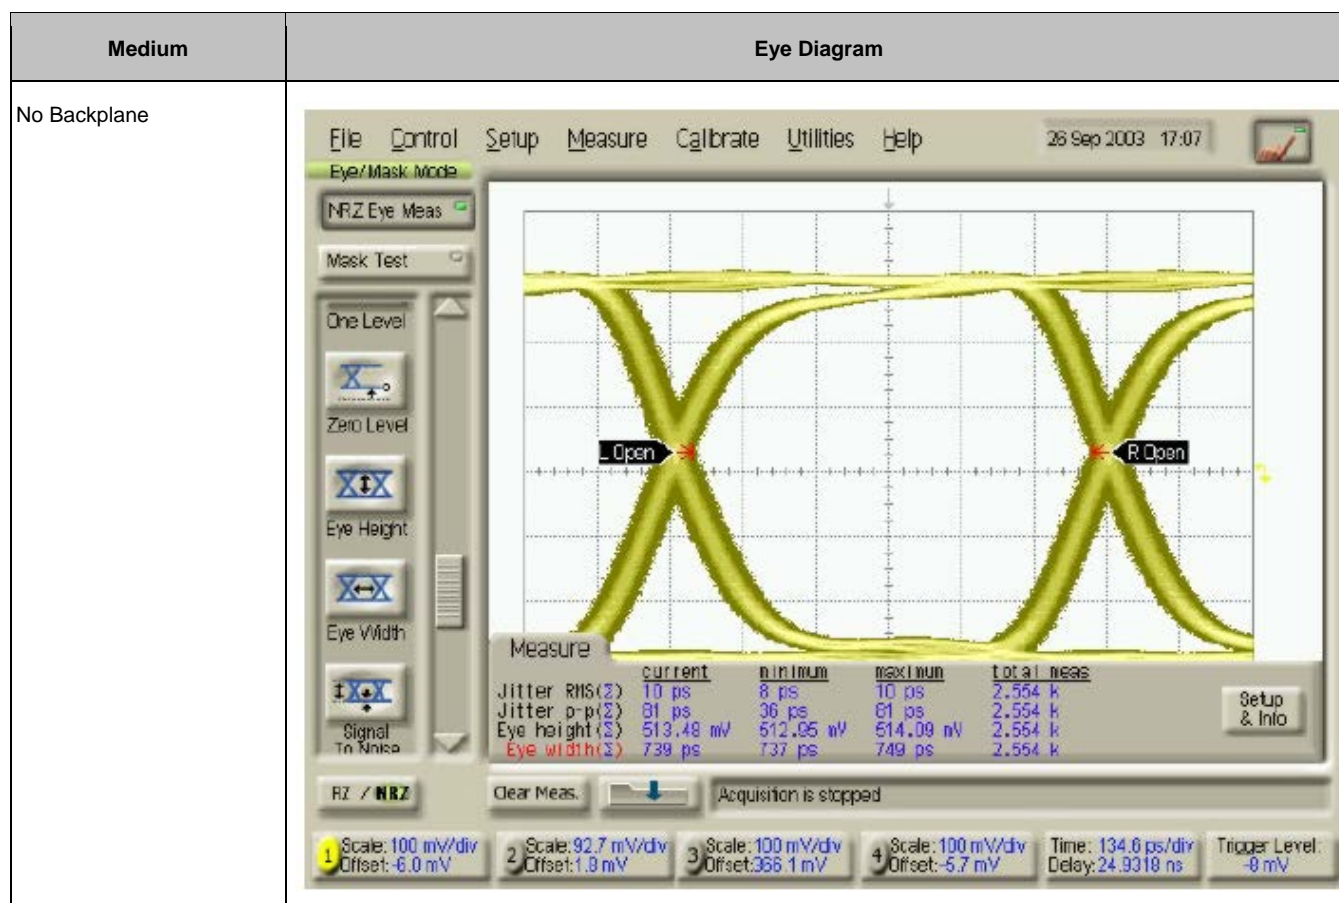 Medium
Eye Diagram
No Backplane
File Control Setup Measure Calibrate Utilities Help 26 Sep 2003 17:07
Eye/Mask Mode
NRZ Eye Meas
Mask Test
One Level
Zero Level
Eye Height
Eye Width
Signal
To Noise
L Open
R Open
Measure
current minimum maximum total meas
Jitter RMS(Σ) 10 ps 8 ps 10 ps 2.554 k
Jitter p-p(Σ) 81 ps 36 ps 81 ps 2.554 k
Eye height(Σ) 513.48 mV 512.95 mV 514.09 mV 2.554 k
Eye width(Σ) 739 ps 737 ps 749 ps 2.554 k
Setup
& Info
RZ / NRZ
Clear Meas.
Acquisition is stopped
1 Scale: 100 mV/div
Offset: -6.0 mV
2 Scale: 92.7 mV/div
Offset: 1.8 mV
3 Scale: 100 mV/div
Offset: 366.1 mV
4 Scale: 100 mV/div
Offset: -5.7 mV
Time: 134.6 ps/div
Delay: 24.9318 ns
Trigger Level:
-8 mV